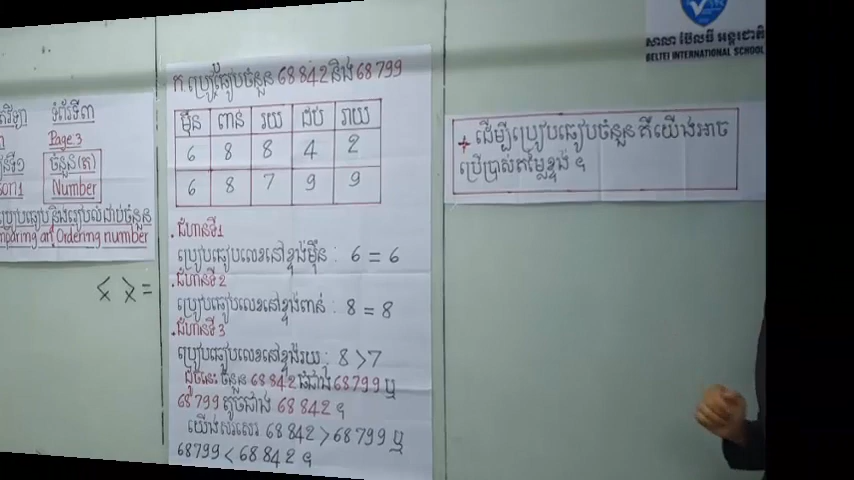 ទំព័រទី៣
Page 3
ចំនួន(ត)
Number
ប្រៀបធៀបនិងរៀបលំដាប់ចំនួន
Ordering number
< > =
ក.ប្រៀបធៀបចំនួន 68 842 និង 68 799
ម៉ឺន ពាន់ រយ ដប់ រាយ
6 8 8 4 2
6 8 7 9 9
. ជំហានទី1
ប្រៀបធៀបលេខនៅខ្ទង់ម៉ឺន : 6 = 6
. ជំហានទី2
ប្រៀបធៀបលេខនៅខ្ទង់ពាន់ : 8 = 8
. ជំហានទី3
ប្រៀបធៀបលេខនៅខ្ទង់រយ : 8 > 7
ដូចនេះ ចំនួន 68 842 ធំជាង 68 799 ឬ
68 799 តូចជាង 68 842 ។
យើងសរសេរ 68 842 > 68 799 ឬ
68799 < 68 842 ។
+ ដើម្បីប្រៀបធៀបចំនួន គឺយើងអាច
ប្រើប្រាស់តម្លៃខ្ទង់ ។
សាលា ប៊ែលធី អន្តរជាតិ
BELTEI INTERNATIONAL SCHOOL